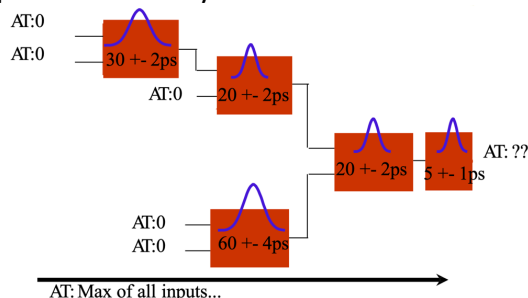 AT:0
AT:0
30 +- 2ps
AT:0
20 +- 2ps
20 +- 2ps
5 +- 1ps
AT: ??
AT:0
AT:0
60 +- 4ps
AT: Max of all inputs...